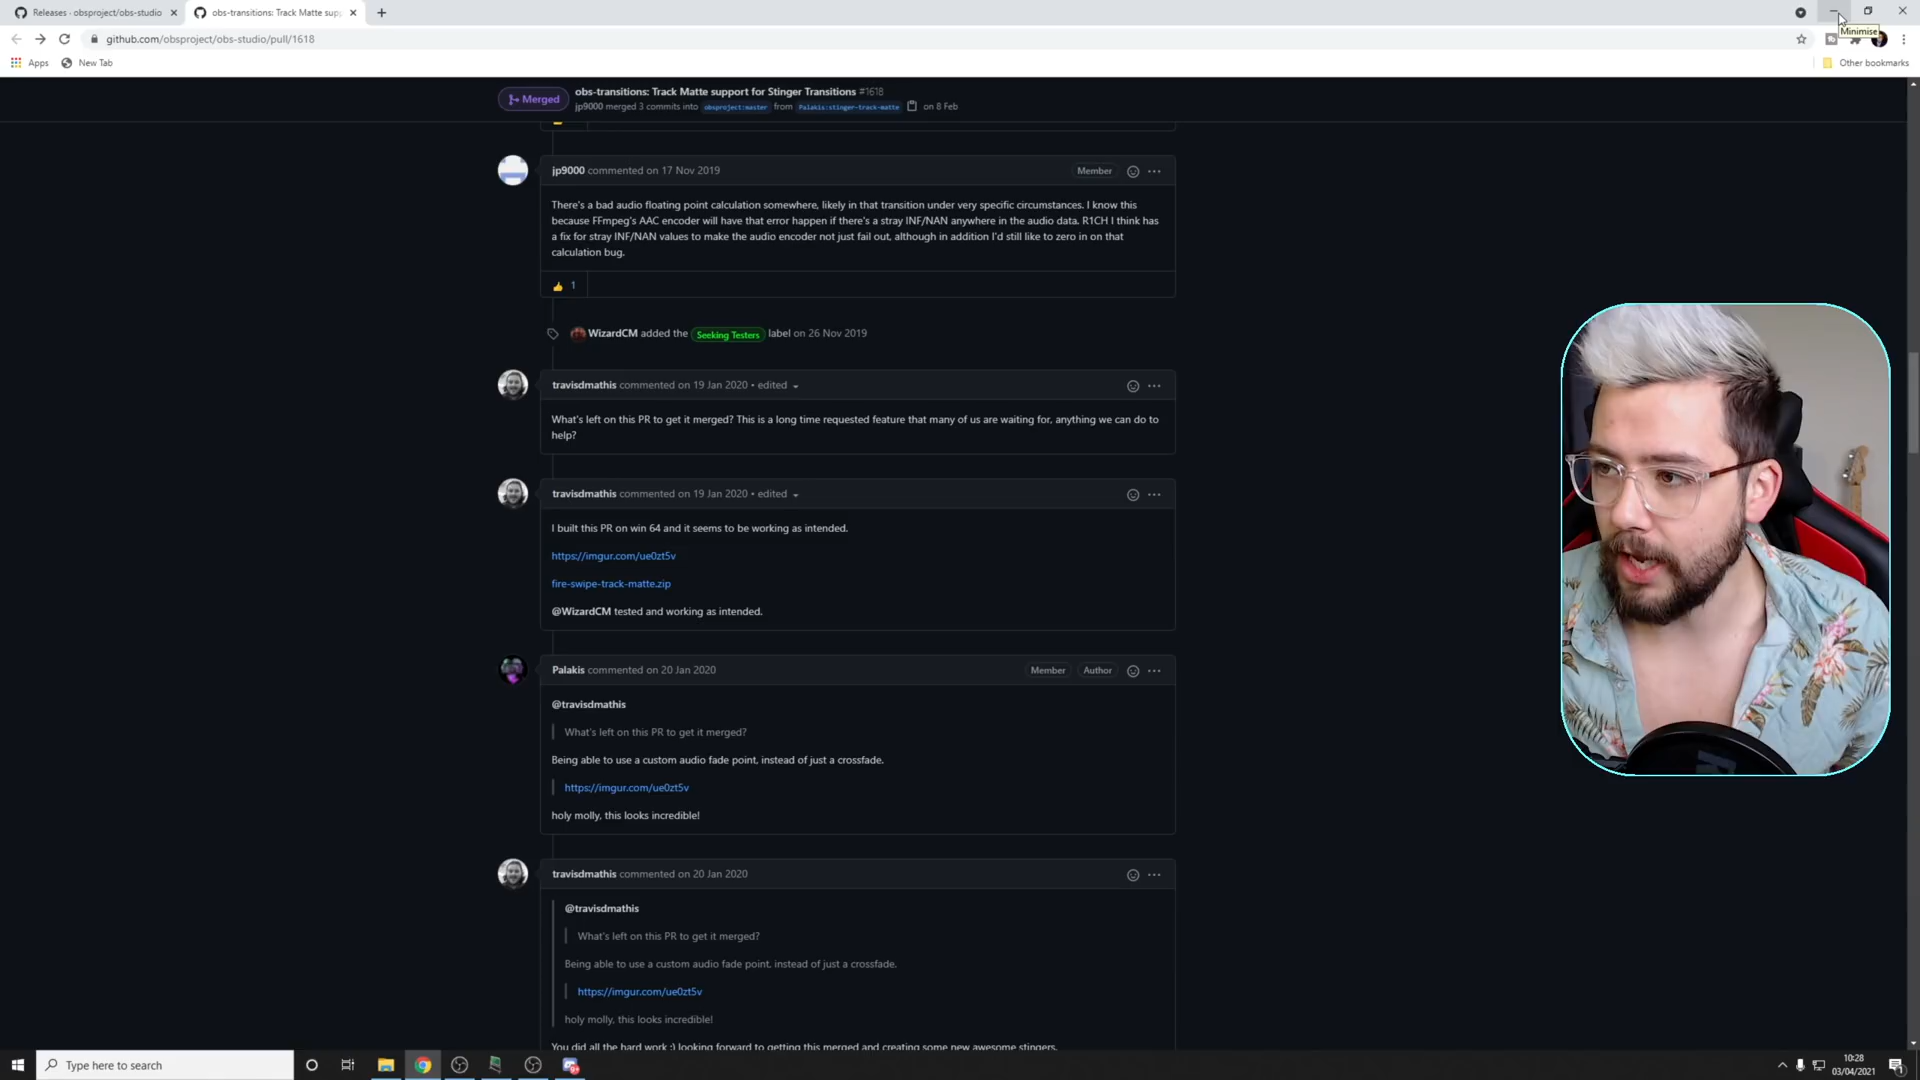 Releases · obsproject/obs-studio
obs-transitions: Track Matte sup
github.com/obsproject/obs-studio/pull/1618
Minimise
Apps
New Tab
Other bookmarks
Merged
obs-transitions: Track Matte support for Stinger Transitions #1618
jp9000 merged 3 commits into obsproject:master from Palakis:stinger-track-matte on 8 Feb
jp9000 commented on 17 Nov 2019
Member
There's a bad audio floating point calculation somewhere, likely in that transition under very specific circumstances. I know this
because FFmpeg's AAC encoder will have that error happen if there's a stray INF/NAN anywhere in the audio data. R1CH I think has
a fix for stray INF/NAN values to make the audio encoder not just fail out, although in addition I'd still like to zero in on that
calculation bug.
1
WizardCM added the Seeking Testers label on 26 Nov 2019
travisdmathis commented on 19 Jan 2020 • edited
What's left on this PR to get it merged? This is a long time requested feature that many of us are waiting for, anything we can do to
help?
travisdmathis commented on 19 Jan 2020 • edited
I built this PR on win 64 and it seems to be working as intended.
https://imgur.com/ue0zt5v
fire-swipe-track-matte.zip
@WizardCM tested and working as intended.
Palakis commented on 20 Jan 2020
Member
Author
@travisdmathis
What's left on this PR to get it merged?
Being able to use a custom audio fade point, instead of just a crossfade.
https://imgur.com/ue0zt5v
holy molly, this looks incredible!
travisdmathis commented on 20 Jan 2020
@travisdmathis
What's left on this PR to get it merged?
Being able to use a custom audio fade point, instead of just a crossfade.
https://imgur.com/ue0zt5v
holy molly, this looks incredible!
You did all the hard work :) looking forward to getting this merged and creating some new awesome stingers.
Type here to search
10:28
03/04/2021